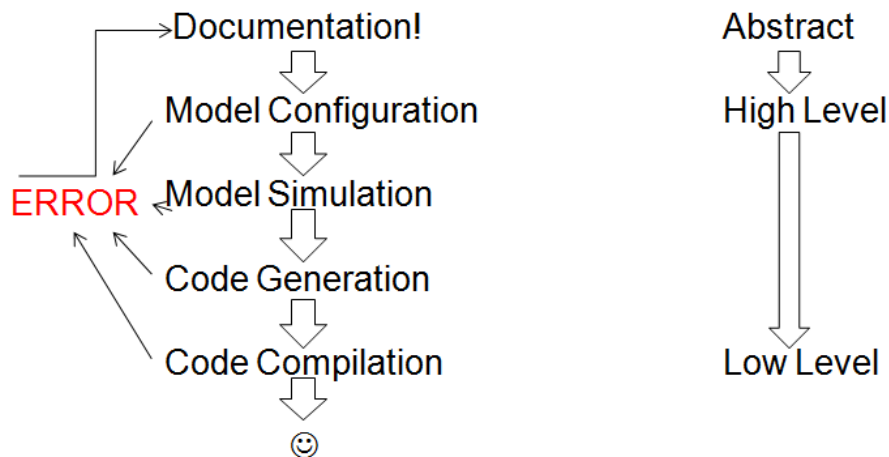 Documentation!
Abstract
Model Configuration
High Level
Model Simulation
ERROR
Code Generation
Code Compilation
Low Level